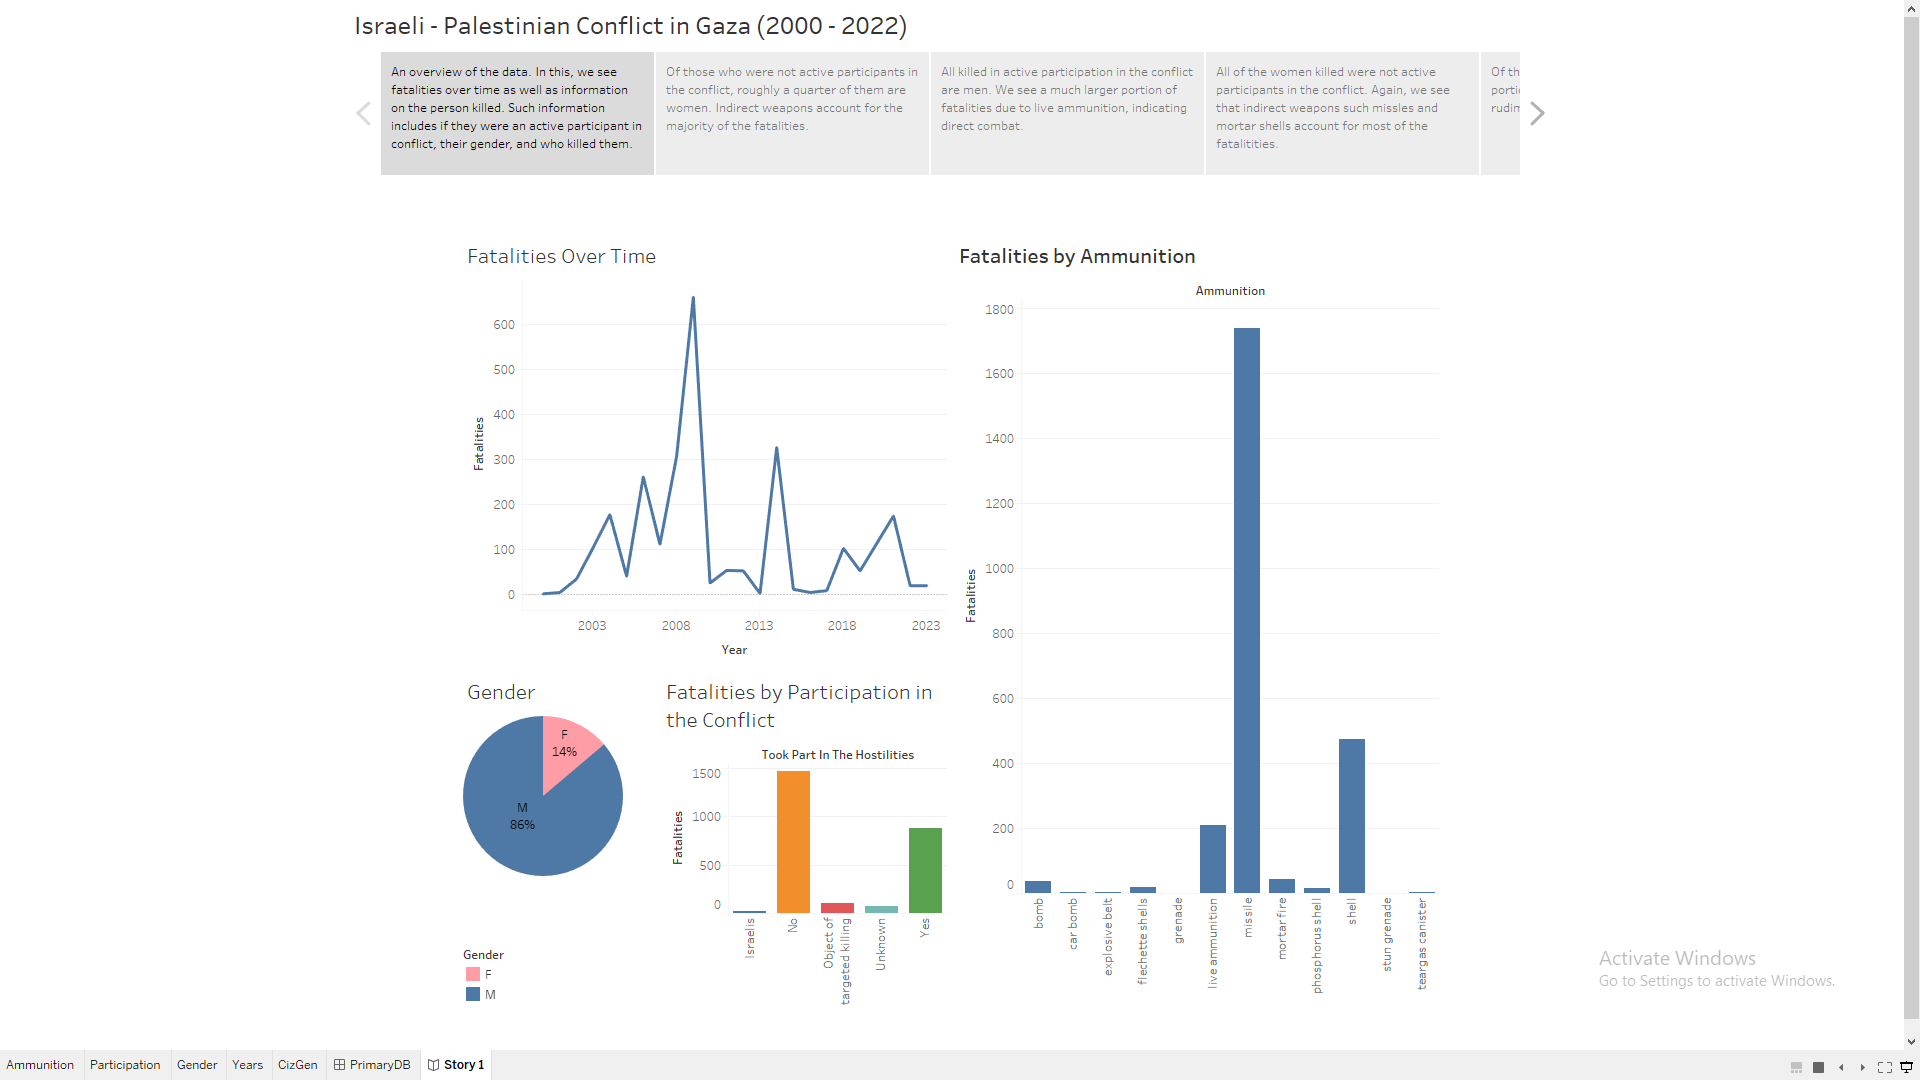 Israeli - Palestinian Conflict in Gaza (2000 - 2022)
An overview of the data. In this, we see
fatalities over time as well as information
on the person killed. Such information
includes if they were an active participant in
conflict, their gender, and who killed them.
Of those who were not active participants in
the conflict, roughly a quarter of them are
women. Indirect weapons account for the
majority of the fatalities.
All killed in active participation in the conflict
are men. We see a much larger portion of
fatalities due to live ammunition, indicating
direct combat.
All of the women killed were not active
participants in the conflict. Again, we see
that indirect weapons such missles and
mortar shells account for most of the
fatalitities.
Of th
portic
rudim
Fatalities Over Time
Fatalities
600
500
400
300
200
100
0
2003
2008
2013
2018
2023
Year
Gender
F
14%
M
86%
Gender
F
M
Fatalities by Participation in
the Conflict
Took Part In The Hostilities
Fatalities
1500
1000
500
0
Israelis
No
Object of
targeted killing
Unknown
Yes
Fatalities by Ammunition
Ammunition
Fatalities
1800
1600
1400
1200
1000
800
600
400
200
0
bomb
car bomb
explosive belt
flechette shells
grenade
live ammunition
missile
mortar fire
phosphorus shell
shell
stun grenade
teargas canister
Activate Windows
Go to Settings to activate Windows.
Ammunition
Participation
Gender
Years
CizGen
PrimaryDB
Story 1